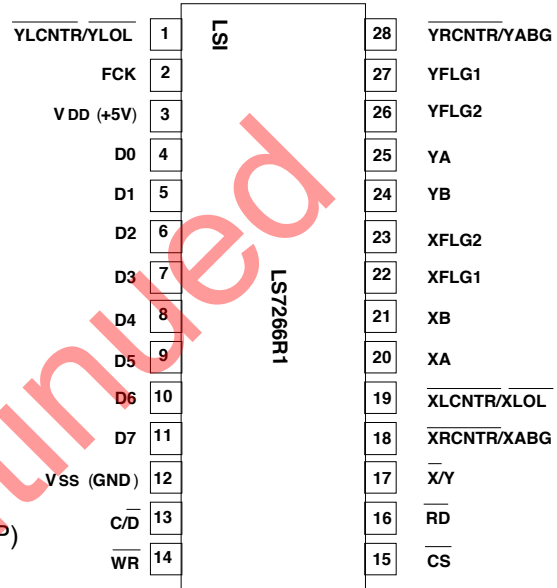 YLCNTR/YLOL 1 LSI 28 YRCNTR/YABG
FCK 2 27 YFLG1
VDD (+5V) 3 26 YFLG2
D0 4 25 YA
D1 5 24 YB
D2 6 23 XFLG2
D3 7 22 XFLG1
LS7266R1
D4 8 21 XB
D5 9 20 XA
D6 10 19 XLCNTR/XLOL
D7 11 18 XRCNTR/XABG
VSS (GND) 12 17 X/Y
C/D 13 16 RD
P)
WR 14 15 CS
tinued